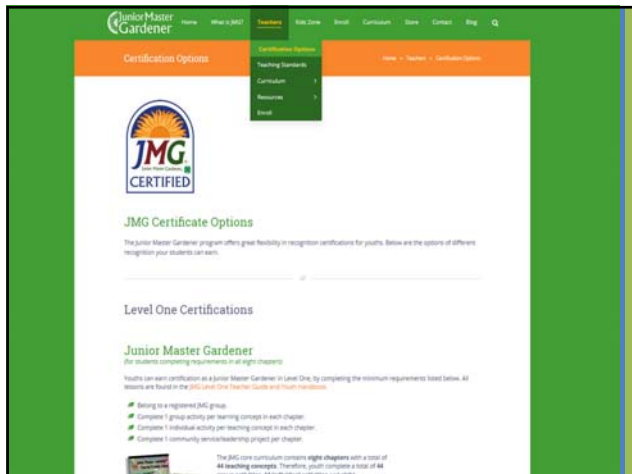 Junior Master
Gardener
Home What is JMG? Teachers Kids Zone Enroll Curriculum Store Contact Blog
Certification Options
Teaching Standards
Curriculum >
Resources >
Enroll
Certification Options
Home » Teachers » Certification Options
JMG
CERTIFIED
JMG Certificate Options
The Junior Master Gardener program offers great flexibility in recognition certifications for youths. Below are the options of different
recognition your students can earn.
Level One Certifications
Junior Master Gardener
(for students completing requirements in all eight chapters)
Youths can earn certification as a Junior Master Gardener in Level One, by completing the minimum requirements listed below. All
lessons are found in the JMG Level One Teacher Guide and Youth Handbook.
Belong to a registered JMG group.
Complete 1 group activity per learning concept in each chapter.
Complete 1 individual activity per teaching concept in each chapter.
Complete 1 community service/leadership project per chapter.
The JMG core curriculum contains eight chapters with a total of
44 teaching concepts. Therefore, youth complete a total of 44